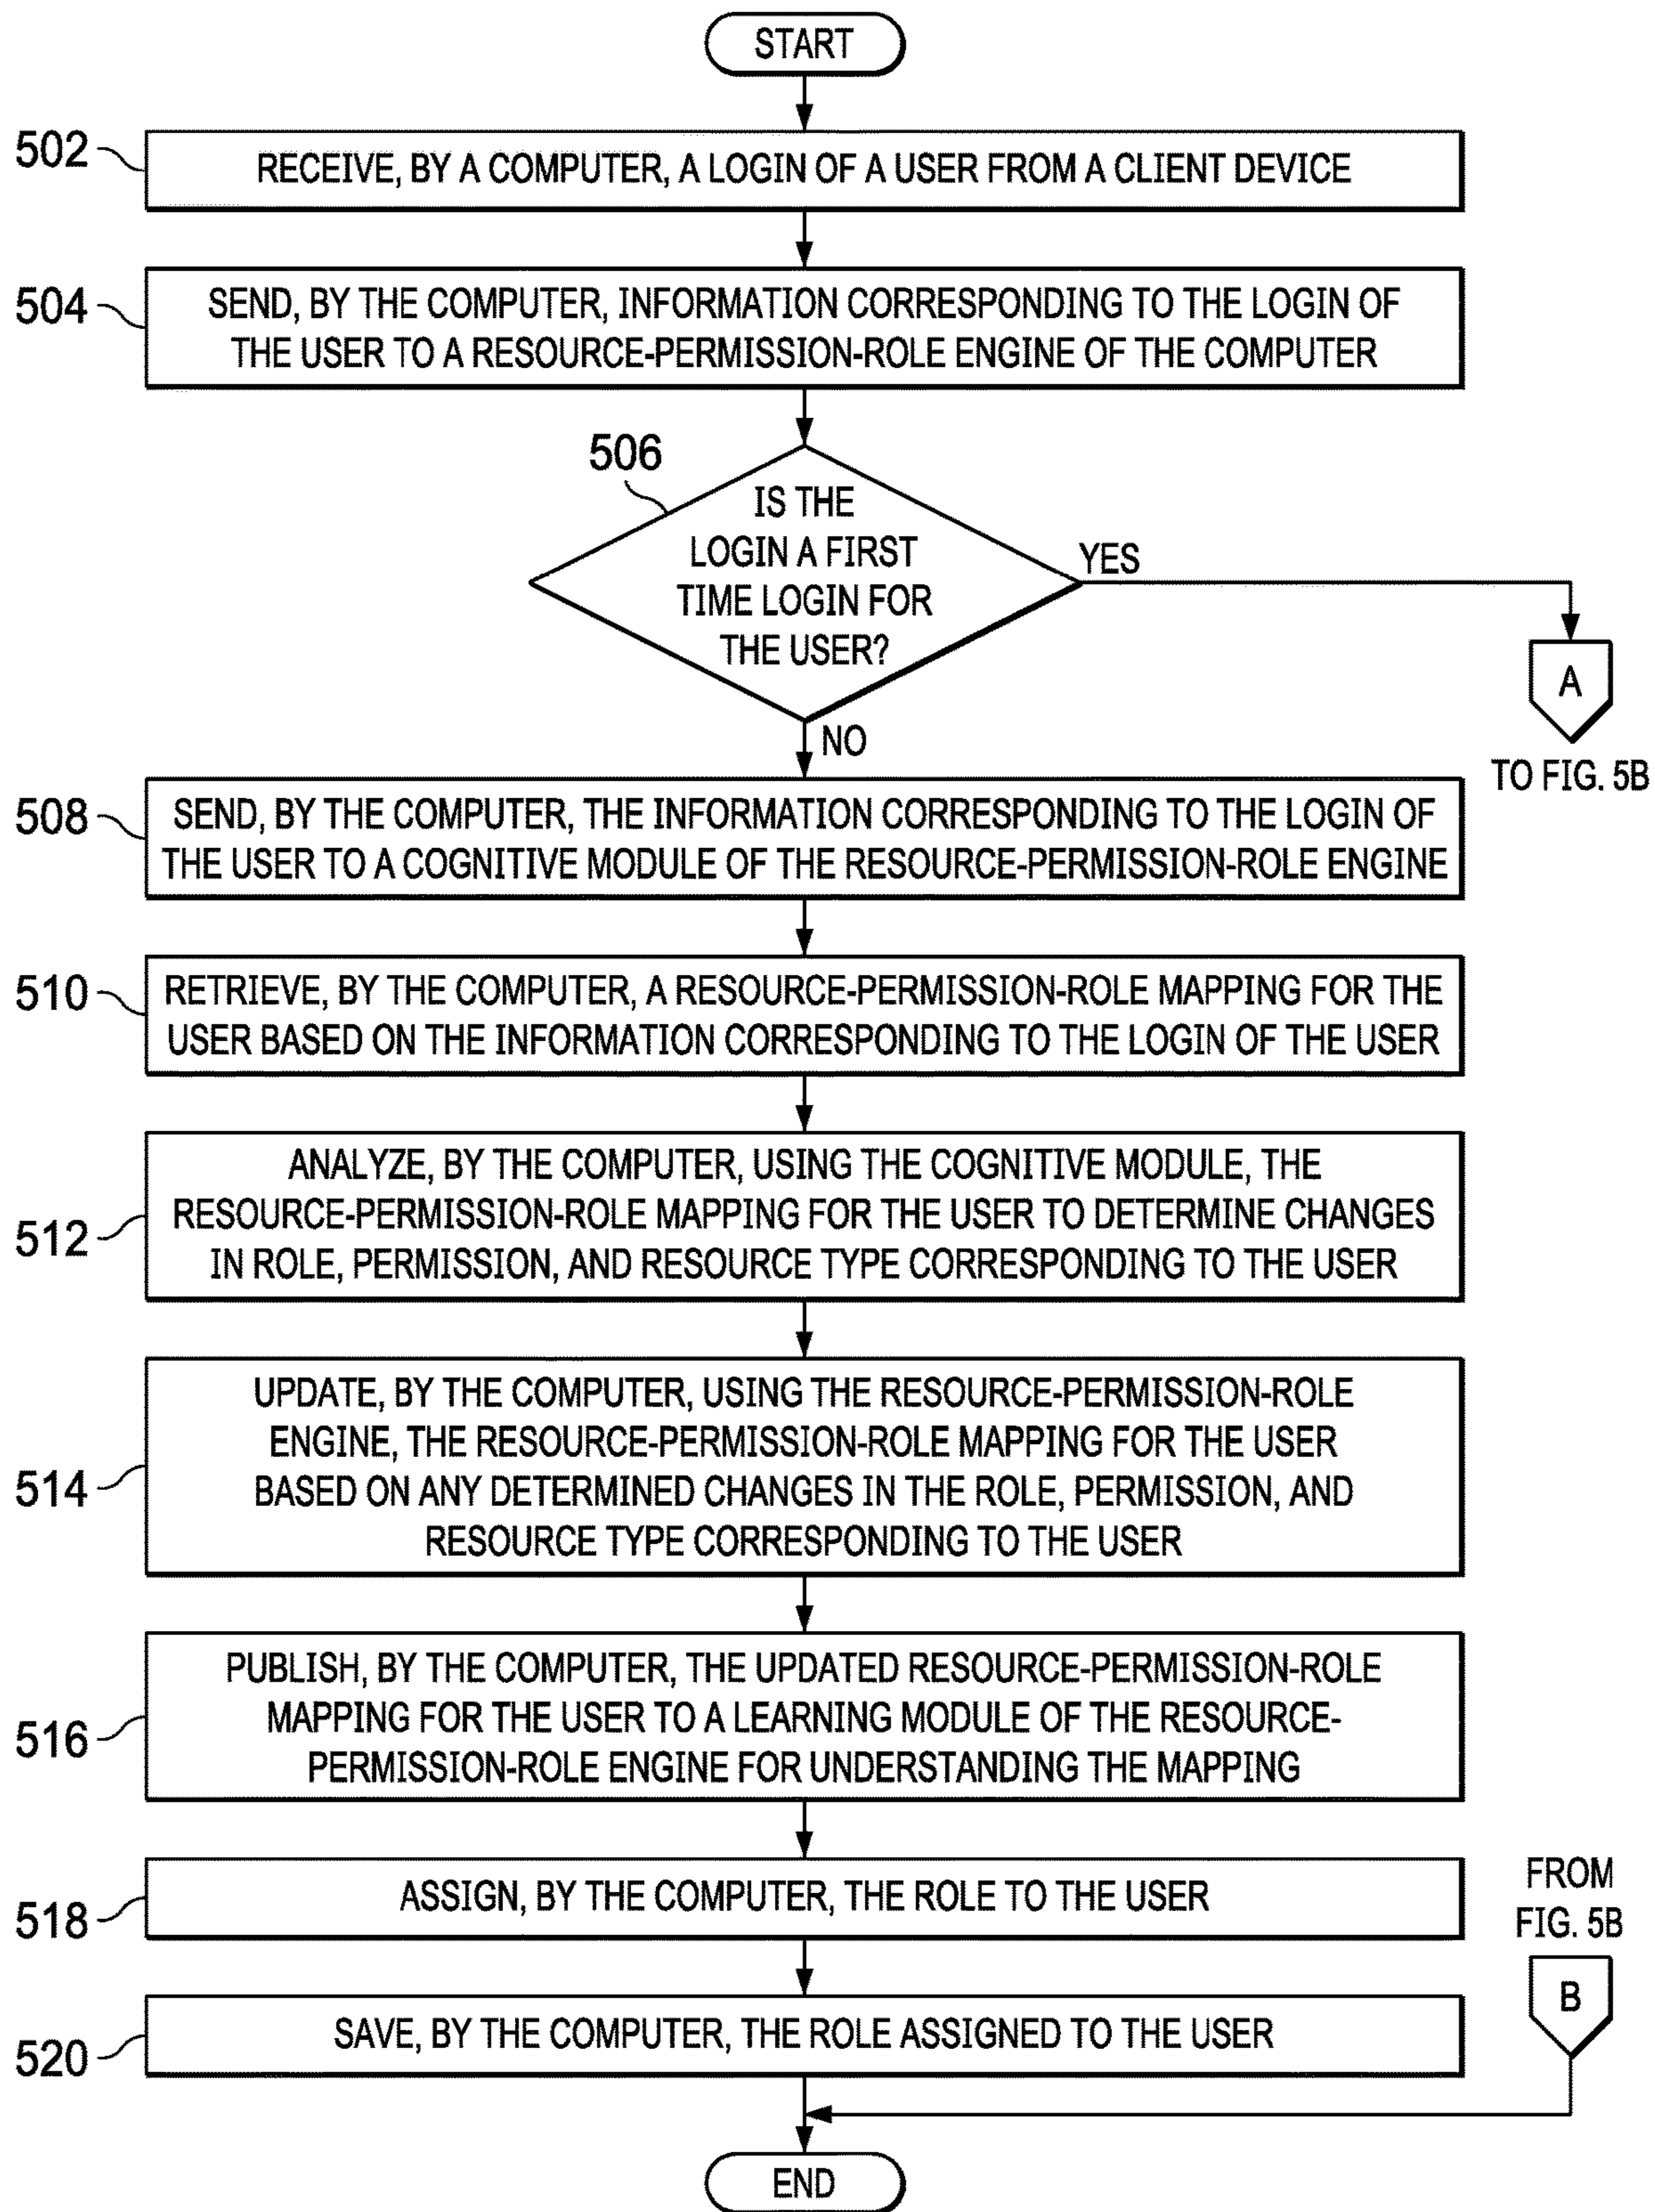 START
502
RECEIVE, BY A COMPUTER, A LOGIN OF A USER FROM A CLIENT DEVICE
504
SEND, BY THE COMPUTER, INFORMATION CORRESPONDING TO THE LOGIN OF
THE USER TO A RESOURCE-PERMISSION-ROLE ENGINE OF THE COMPUTER
506
IS THE
LOGIN A FIRST
TIME LOGIN FOR
THE USER?
YES
A
TO FIG. 5B
NO
508
SEND, BY THE COMPUTER, THE INFORMATION CORRESPONDING TO THE LOGIN OF
THE USER TO A COGNITIVE MODULE OF THE RESOURCE-PERMISSION-ROLE ENGINE
510
RETRIEVE, BY THE COMPUTER, A RESOURCE-PERMISSION-ROLE MAPPING FOR THE
USER BASED ON THE INFORMATION CORRESPONDING TO THE LOGIN OF THE USER
512
ANALYZE, BY THE COMPUTER, USING THE COGNITIVE MODULE, THE
RESOURCE-PERMISSION-ROLE MAPPING FOR THE USER TO DETERMINE CHANGES
IN ROLE, PERMISSION, AND RESOURCE TYPE CORRESPONDING TO THE USER
514
UPDATE, BY THE COMPUTER, USING THE RESOURCE-PERMISSION-ROLE
ENGINE, THE RESOURCE-PERMISSION-ROLE MAPPING FOR THE USER
BASED ON ANY DETERMINED CHANGES IN THE ROLE, PERMISSION, AND
RESOURCE TYPE CORRESPONDING TO THE USER
516
PUBLISH, BY THE COMPUTER, THE UPDATED RESOURCE-PERMISSION-ROLE
MAPPING FOR THE USER TO A LEARNING MODULE OF THE RESOURCE-
PERMISSION-ROLE ENGINE FOR UNDERSTANDING THE MAPPING
518
ASSIGN, BY THE COMPUTER, THE ROLE TO THE USER
FROM
FIG. 5B
B
520
SAVE, BY THE COMPUTER, THE ROLE ASSIGNED TO THE USER
END